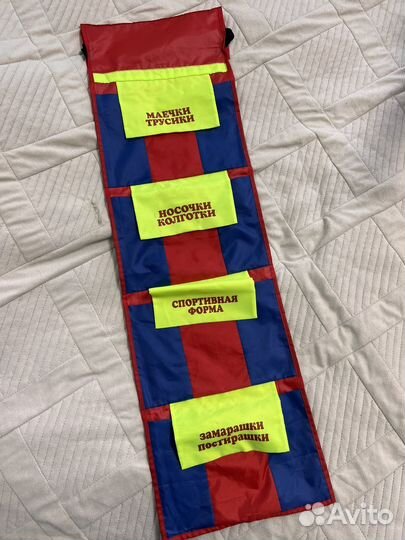 МАЕЧКИ
ТРУСИКИ
НОСОЧКИ
КОЛГОТКИ
СПОРТИВНАЯ
ФОРМА
замарашки
постирашки
Avito